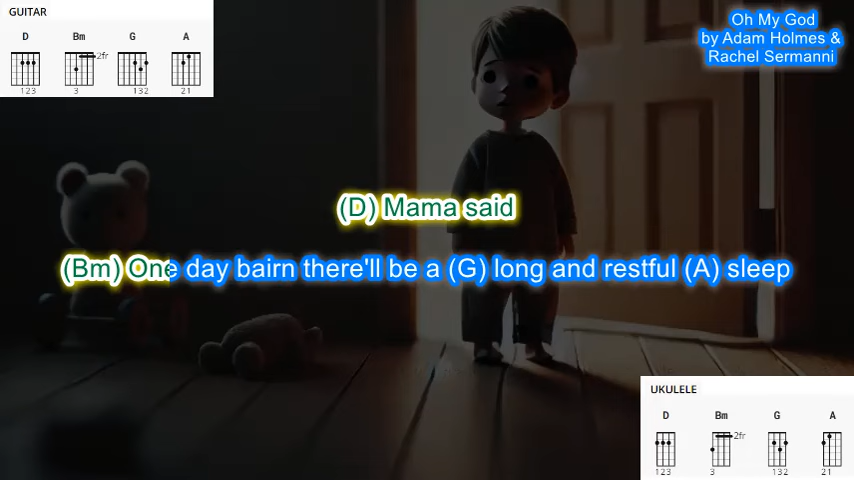 GUITAR
D Bm G A
2fr
123 3 132 21
Oh My God
by Adam Holmes &
Rachel Sermanni
(D) Mama said
(Bm) One day bairn there'll be a (G) long and restful (A) sleep
UKULELE
D Bm G A
2fr
123 3 132 21